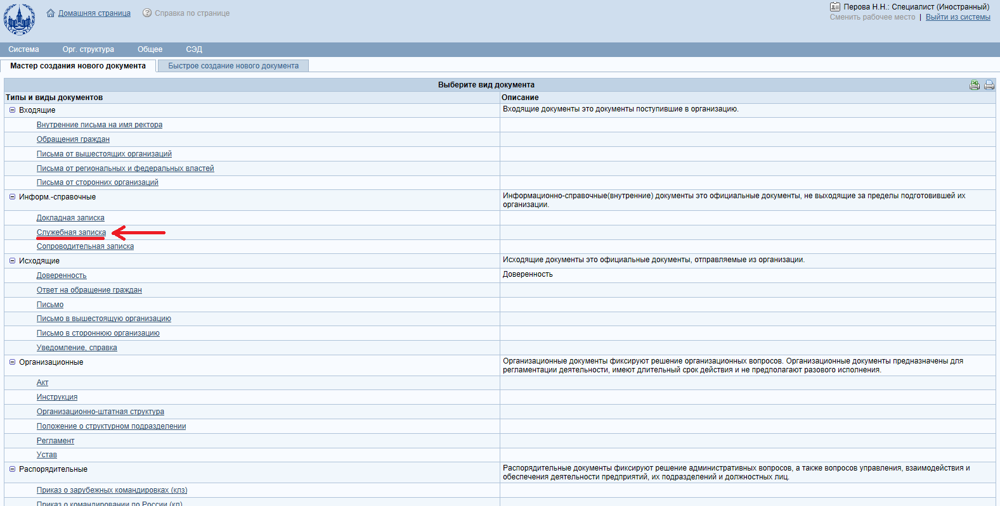 Домашняя страница
Справка по странице
Перова Н.Н.: Специалист (Иностранный)
Сменить рабочее место | Выйти из системы
Система Орг. структура Общее СЭД
Мастер создания нового документа Быстрое создание нового документа
Выберите вид документа
Типы и виды документов Описание
Входящие Входящие документы это документы поступившие в организацию.
Внутренние письма на имя ректора
Обращения граждан
Письма от вышестоящих организаций
Письма от региональных и федеральных властей
Письма от сторонних организаций
Информ.-справочные Информационно-справочные(внутренние) документы это официальные документы, не выходящие за пределы подготовившей их
организации.
Докладная записка
Служебная записка
Сопроводительная записка
Исходящие Исходящие документы это официальные документы, отправляемые из организации.
Доверенность Доверенность
Ответ на обращение граждан
Письмо
Письмо в вышестоящую организацию
Письмо в стороннюю организацию
Уведомление, справка
Организационные Организационные документы фиксируют решение организационных вопросов. Организационные документы предназначены для
регламентации деятельности, имеют длительный срок действия и не предполагают разового исполнения.
Акт
Инструкция
Организационно-штатная структура
Положение о структурном подразделении
Регламент
Устав
Распорядительные Распорядительные документы фиксируют решение административных вопросов, а также вопросов управления, взаимодействия и
обеспечения деятельности предприятий, их подразделений и должностных лиц.
Приказ о зарубежных командировках (клз)
Приказ о командировании по России (кл)